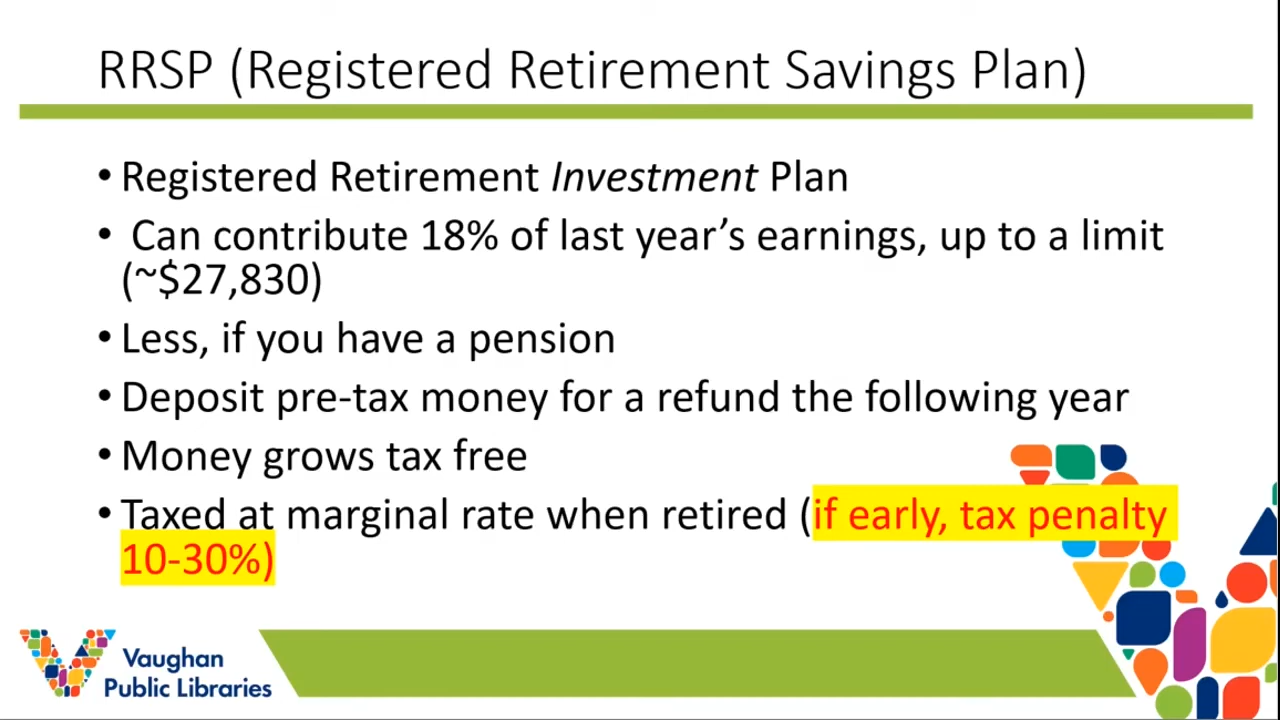 RRSP (Registered Retirement Savings Plan)
• Registered Retirement Investment Plan
• Can contribute 18% of last year’s earnings, up to a limit
(~$27,830)
• Less, if you have a pension
• Deposit pre-tax money for a refund the following year
• Money grows tax free
• Taxed at marginal rate when retired (if early, tax penalty
10-30%)
Vaughan
Public Libraries